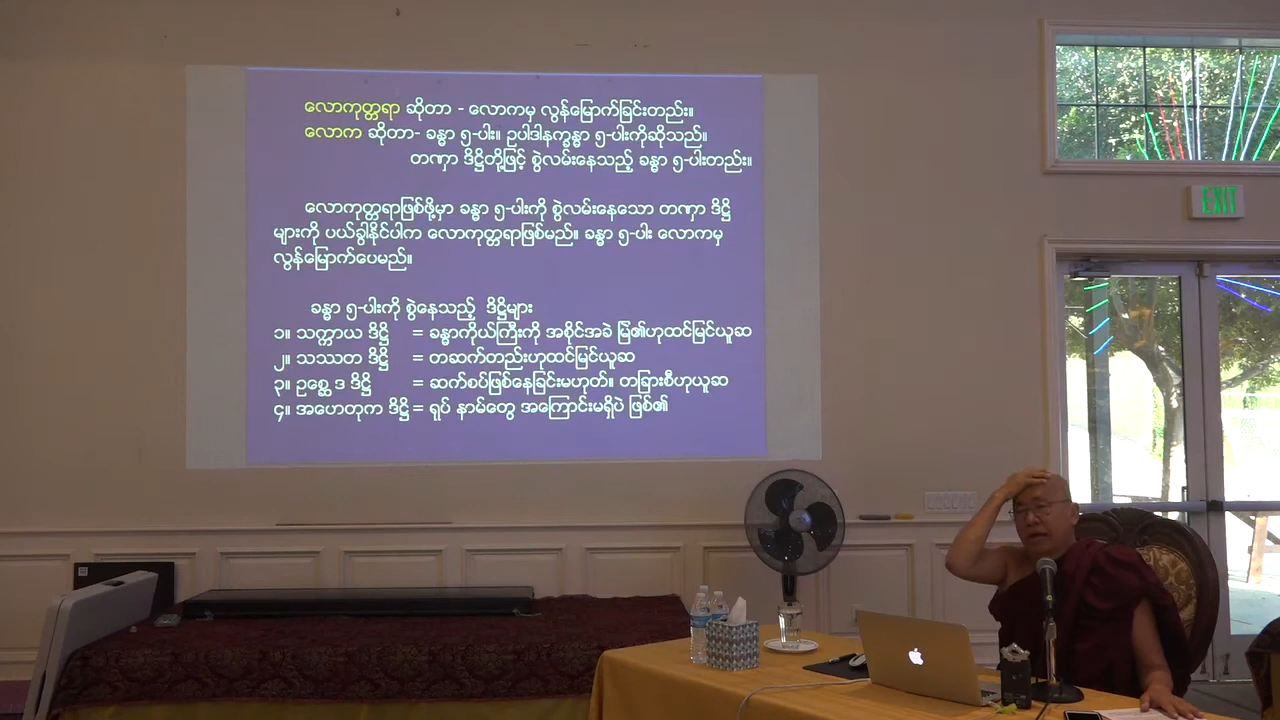 လောကုတ္တရာ ဆိုတာ - လောကမှ လွန်မြောက်ခြင်းတည်း။
လောက ဆိုတာ- ခန္ဓာ ၅-ပါး။ ဥပါဒါနက္ခန္ဓာ ၅-ပါးကိုဆိုသည်။
တဏှာ ဒိဋ္ဌိတို့ဖြင့် စွဲလမ်းနေသည့် ခန္ဓာ ၅-ပါးတည်း။
လောကုတ္တရာဖြစ်ဖို့မှာ ခန္ဓာ ၅-ပါးကို စွဲလမ်းနေသော တဏှာ ဒိဋ္ဌိ
များကို ပယ်ခွါနိုင်ပါက လောကုတ္တရာဖြစ်မည်။ ခန္ဓာ ၅-ပါး လောကမှ
လွန်မြောက်ပေမည်။
ခန္ဓာ ၅-ပါးကို စွဲနေသည့် ဒိဋ္ဌိများ
၁။ သက္ကာယ ဒိဋ္ဌိ = ခန္ဓာကိုယ်ကြီးကို အစိုင်အခဲ မြဲ၏ဟုထင်မြင်ယူဆ
၂။ သဿတ ဒိဋ္ဌိ = တဆက်တည်းဟုထင်မြင်ယူဆ
၃။ ဥစ္ဆေဒ ဒိဋ္ဌိ = ဆက်စပ်ဖြစ်နေခြင်းမဟုတ်။ တခြားစီဟုယူဆ
၄။ အဟေတုက ဒိဋ္ဌိ = ရုပ် နာမ်တွေ အကြောင်းမရှိပဲ ဖြစ်၏
EXIT